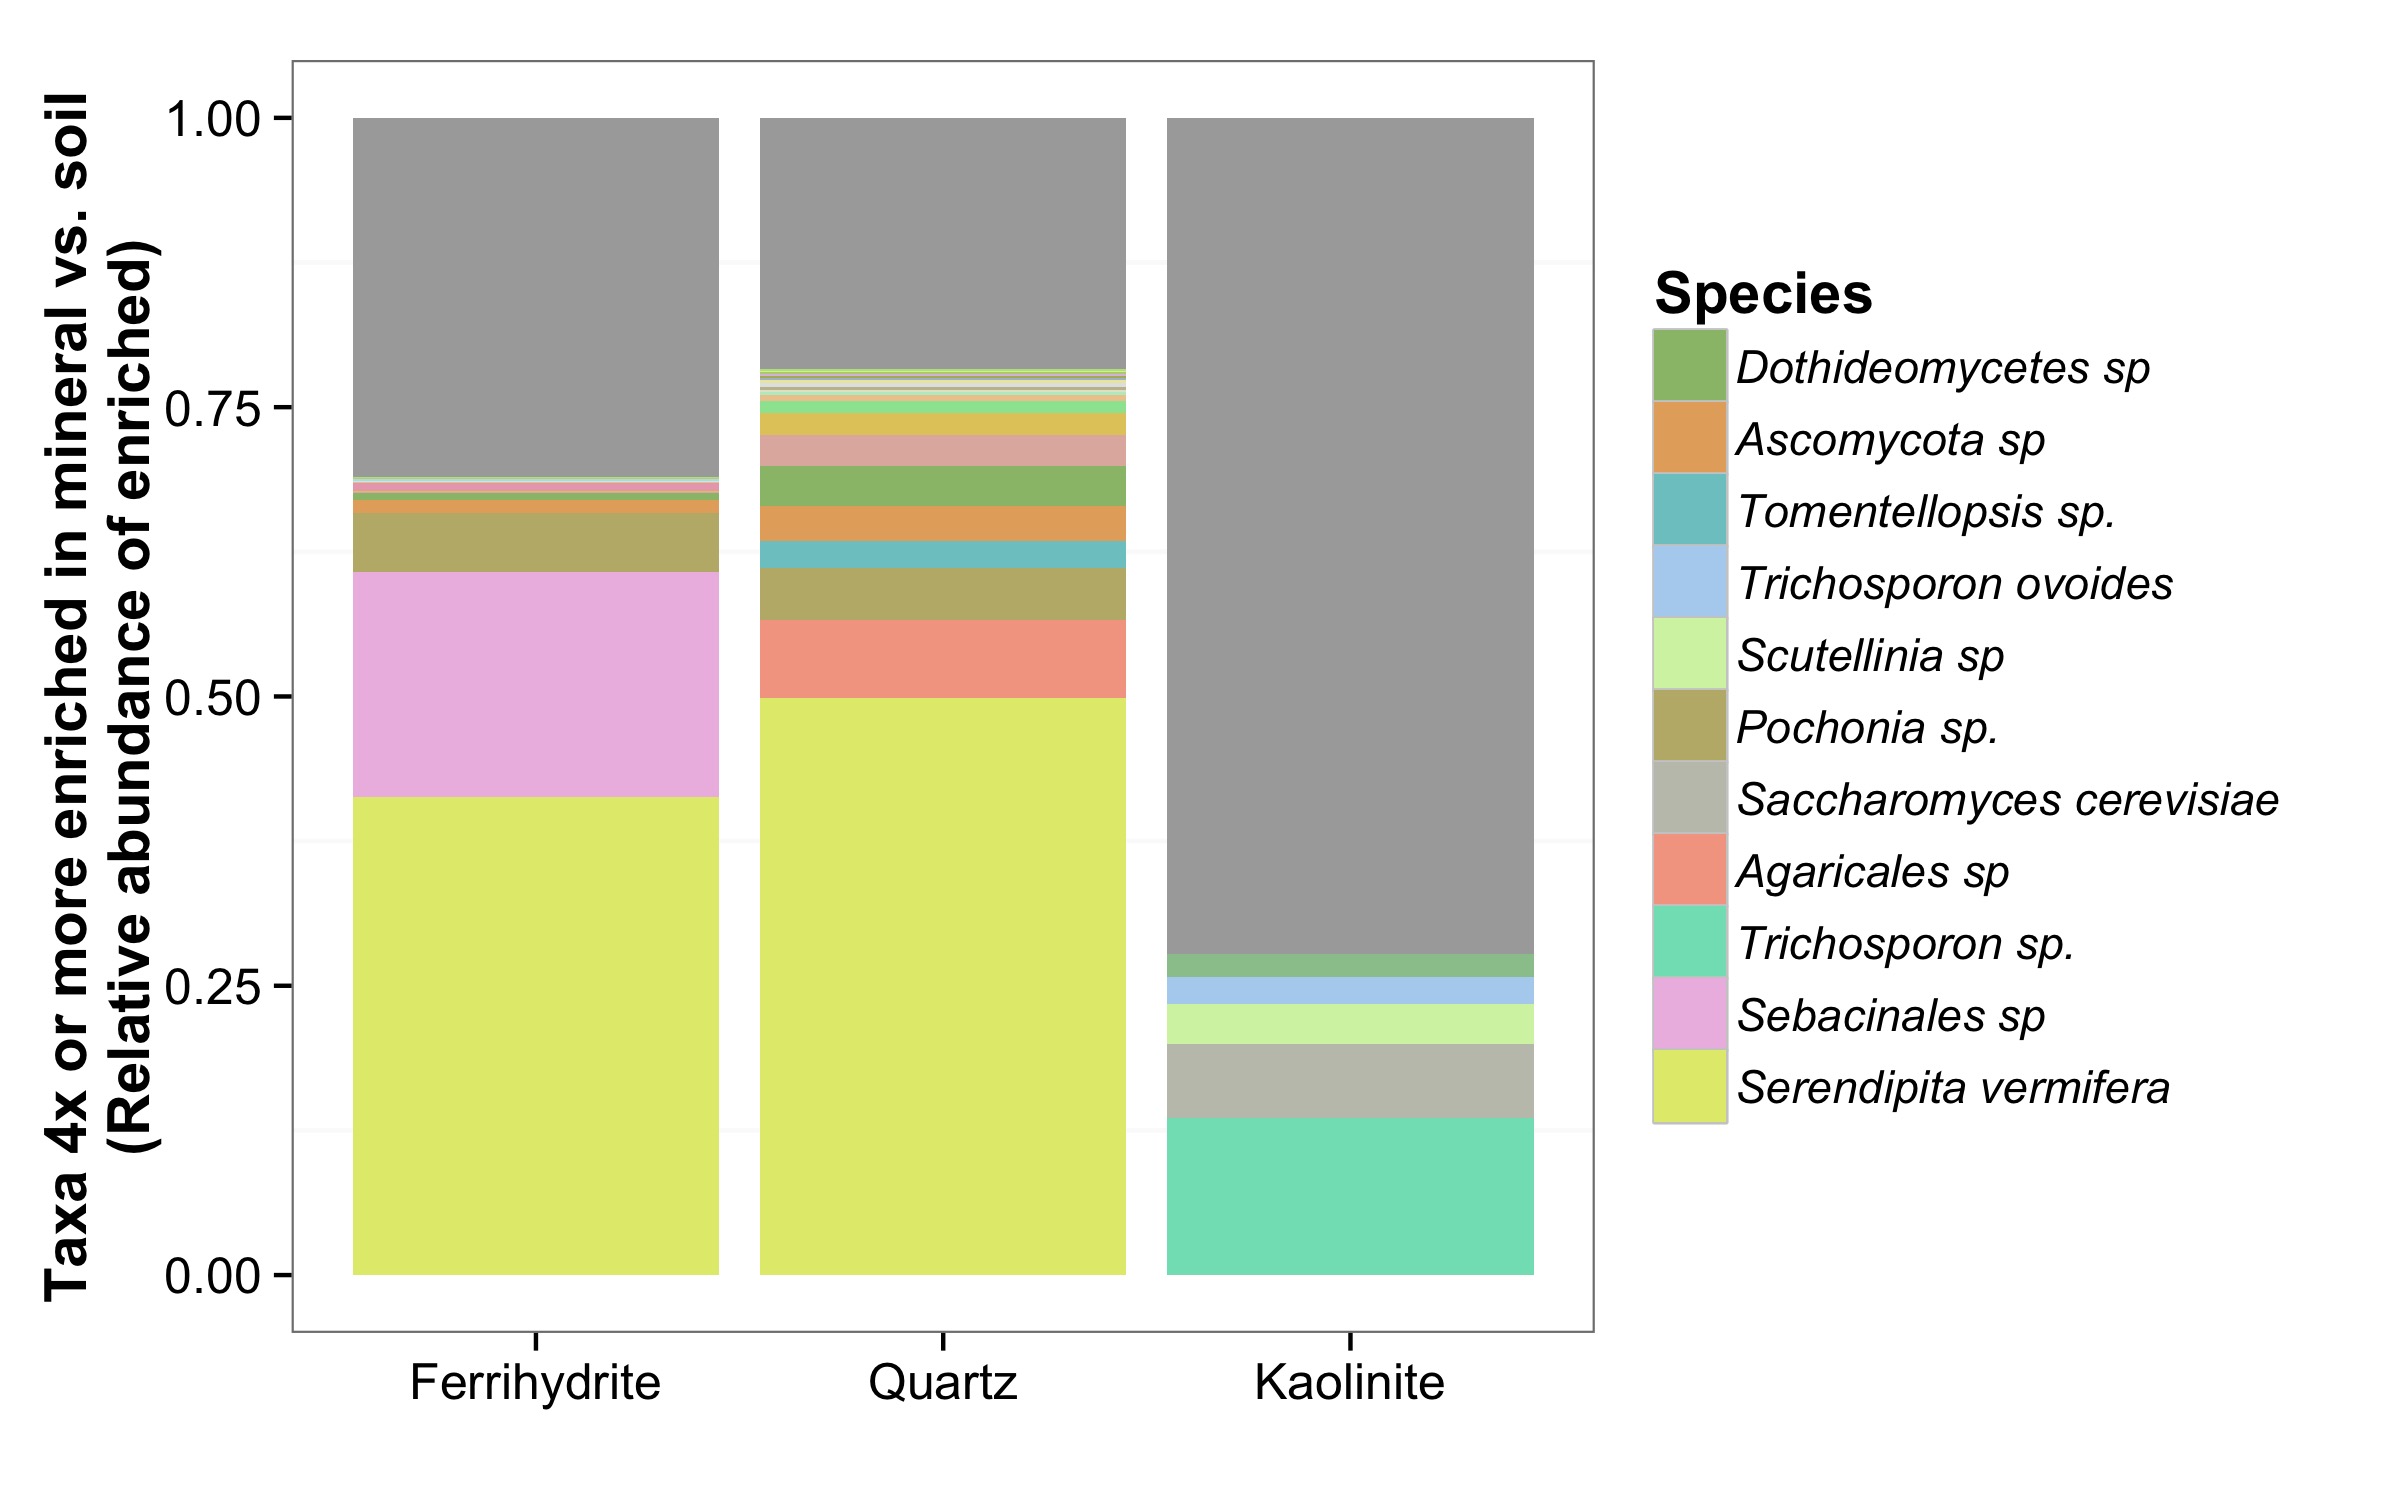 Taxa 4x or more enriched in mineral vs. soil
(Relative abundance of enriched)
1.00
0.75
0.50
0.25
0.00
Ferrihydrite
Quartz
Kaolinite
Species
Dothideomycetes sp
Ascomycota sp
Tomentellopsis sp.
Trichosporon ovoides
Scutellinia sp
Pochonia sp.
Saccharomyces cerevisiae
Agaricales sp
Trichosporon sp.
Sebacinales sp
Serendipita vermifera